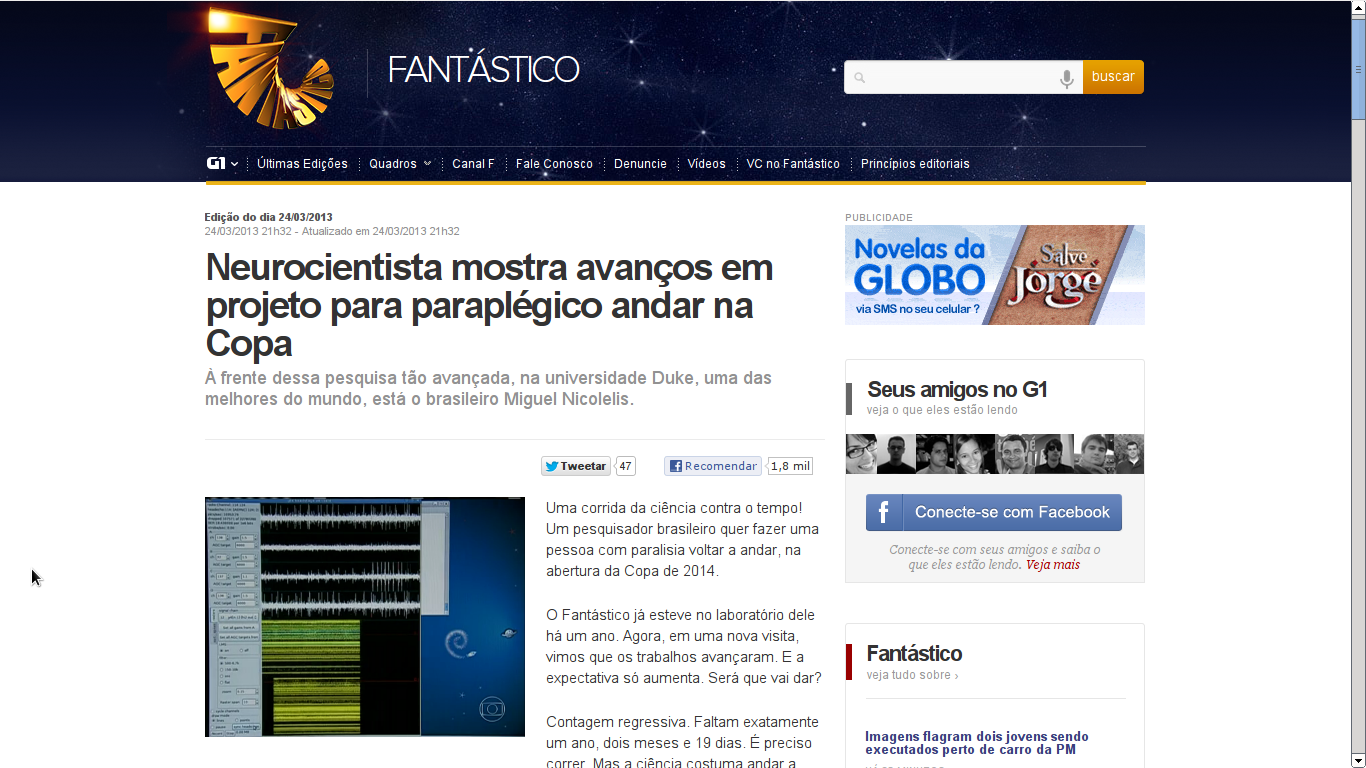 FANTÁSTICO
buscar
G1
Últimas Edições
Quadros
Canal F
Fale Conosco
Denuncie
Vídeos
VC no Fantástico
Princípios editoriais
Edição do dia 24/03/2013
24/03/2013 21h32 - Atualizado em 24/03/2013 21h32
Neurocientista mostra avanços em
projeto para paraplégico andar na
Copa
À frente dessa pesquisa tão avançada, na universidade Duke, uma das
melhores do mundo, está o brasileiro Miguel Nicolelis.
Tweetar
47
Recomendar
1,8 mil
Uma corrida da ciência contra o tempo!
Um pesquisador brasileiro quer fazer uma
pessoa com paralisia voltar a andar, na
abertura da Copa de 2014.
O Fantástico já esteve no laboratório dele
há um ano. Agora, em uma nova visita,
vimos que os trabalhos avançaram. E a
expectativa só aumenta. Será que vai dar?
Contagem regressiva. Faltam exatamente
um ano, dois meses e 19 dias. É preciso
correr. Mas a ciência costuma andar a
PUBLICIDADE
Novelas da
GLOBO
via SMS no seu celular ?
Salve
Jorge
Seus amigos no G1
veja o que eles estão lendo
Conecte-se com Facebook
Conecte-se com seus amigos e saiba o
que eles estão lendo. Veja mais
Fantástico
veja tudo sobre ›
Imagens flagram dois jovens sendo
executados perto de carro da PM